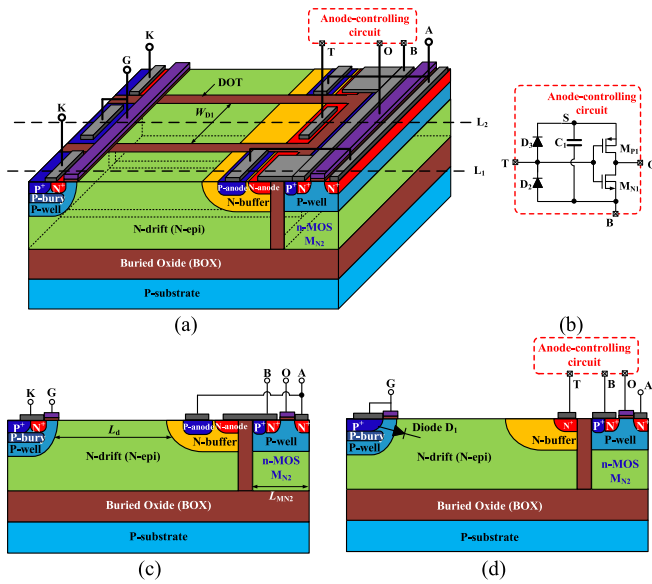 Anode-controlling
circuit
K
G
K
T
O
B
A
DOT
W_D1
L₂
L₁
P⁺
N⁺
P-bury
P-well
P-anode
N-anode
P⁺
N⁺
N⁺
N-buffer
P-well
N-drift (N-epi)
n-MOS
M_N2
Buried Oxide (BOX)
P-substrate
(a)
Anode-controlling
circuit
S
D₃
C₁
M_P1
T
O
D₂
M_N1
B
(b)
K
G
B
O
A
P⁺
N⁺
P-bury
P-well
L_d
P-anode
N-anode
P⁺
N⁺
N⁺
N-buffer
P-well
N-drift (N-epi)
n-MOS
M_N2
L_MN2
Buried Oxide (BOX)
P-substrate
(c)
Anode-controlling
circuit
T
B
O
A
G
P⁺
N⁺
P-bury
P-well
Diode D₁
N⁺
P⁺
N⁺
N⁺
N-buffer
P-well
N-drift (N-epi)
n-MOS
M_N2
Buried Oxide (BOX)
P-substrate
(d)